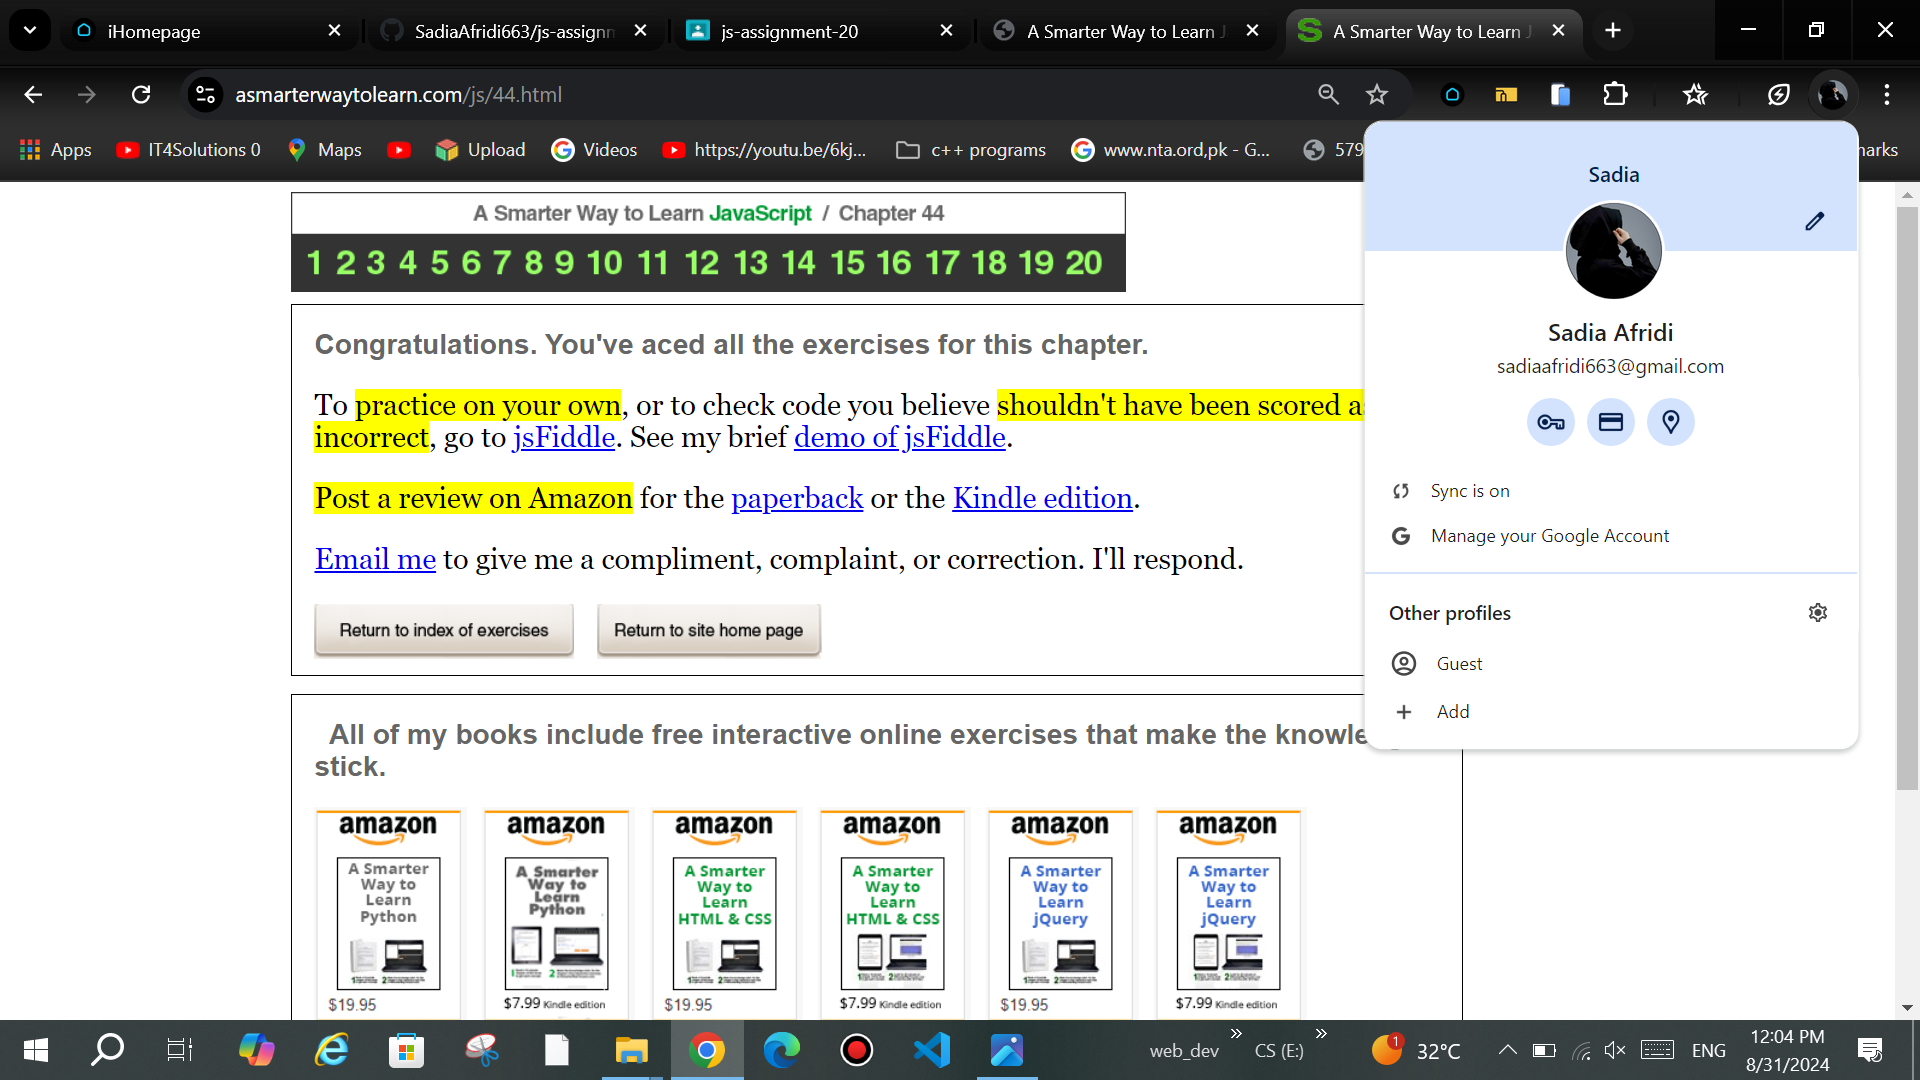 iHomepage
SadiaAfridi663/js-assignn
js-assignment-20
A Smarter Way to Learn J
A Smarter Way to Learn J
asmarterwaytolearn.com/js/44.html
Apps
IT4Solutions 0
Maps
Upload
Videos
https://youtu.be/6kj...
c++ programs
www.nta.ord,pk - G...
579
narks
A Smarter Way to Learn JavaScript / Chapter 44
1 2 3 4 5 6 7 8 9 10 11 12 13 14 15 16 17 18 19 20
Congratulations. You've aced all the exercises for this chapter.
To practice on your own, or to check code you believe shouldn't have been scored as
incorrect, go to jsFiddle. See my brief demo of jsFiddle.
Post a review on Amazon for the paperback or the Kindle edition.
Email me to give me a compliment, complaint, or correction. I'll respond.
Return to index of exercises
Return to site home page
Sadia
Sadia Afridi
sadiaafridi663@gmail.com
Sync is on
Manage your Google Account
Other profiles
Guest
Add
All of my books include free interactive online exercises that make the knowle
stick.
amazon
A Smarter
Way to
Learn
Python
$19.95
amazon
A Smarter
Way to
Learn
Python
$7.99 Kindle edition
amazon
A Smarter
Way to
Learn
HTML & CSS
$19.95
amazon
A Smarter
Way to
Learn
HTML & CSS
$7.99 Kindle edition
amazon
A Smarter
Way to
Learn
jQuery
$19.95
amazon
A Smarter
Way to
Learn
jQuery
$7.99 Kindle edition
web_dev
CS (E:)
1
32°C
ENG
12:04 PM
8/31/2024